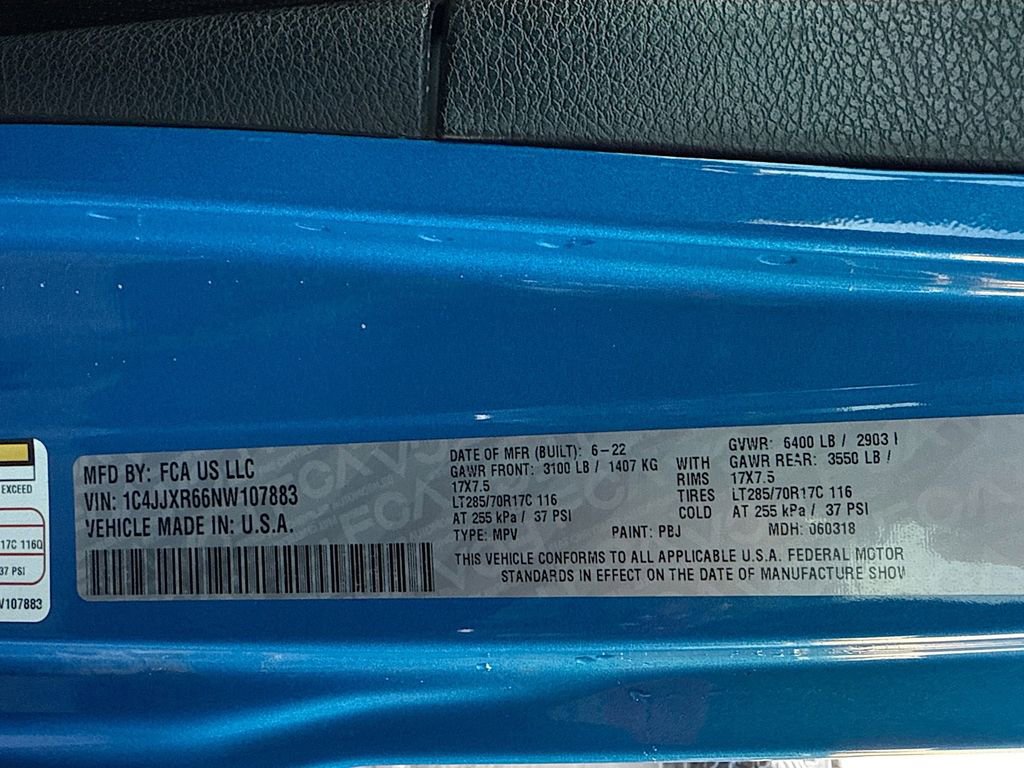 EXCEED
17C 116Q
37 PSI
W107883
MFD BY: FCA US LLC
VIN: 1C4JJXR66NW107883
VEHICLE MADE IN: U.S.A.
DATE OF MFR (BUILT): 6-22 GVWR: 6400 LB / 2903
GAWR FRONT: 3100 LB / 1407 KG WITH GAWR REAR: 3550 LB /
17X7.5 RIMS 17X7.5
LT285/70R17C 116 TIRES LT285/70R17C 116
AT 255 kPa / 37 PSI COLD AT 255 kPa / 37 PSI
TYPE: MPV PAINT: PBJ MDH: 060318
THIS VEHICLE CONFORMS TO ALL APPLICABLE U.S.A. FEDERAL MOTOR
STANDARDS IN EFFECT ON THE DATE OF MANUFACTURE SHOW